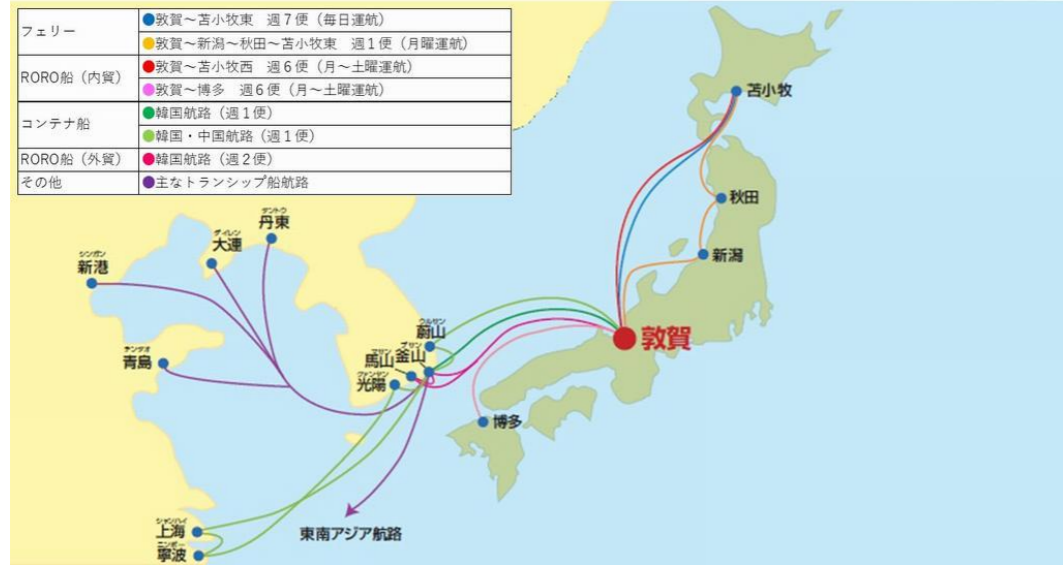 フェリー
●敦賀～苫小牧東　週７便（毎日運航）
●敦賀～新潟～秋田～苫小牧東　週１便（月曜運航）
RORO船（内貿）
●敦賀～苫小牧西　週６便（月～土曜運航）
●敦賀～博多　週６便（月～土曜運航）
コンテナ船
●韓国航路（週１便）
●韓国・中国航路（週１便）
RORO船（外貿）
●韓国航路（週２便）
その他
●主なトランシップ船航路
苫小牧
秋田
新潟
敦賀
博多
タントウ
丹東
ダイレン
大連
シンガン
新港
チンタオ
青島
ウルサン
蔚山
プサン
釜山
マサン
馬山
クァンヤン
光陽
シャンハイ
上海
ニンポー
寧波
東南アジア航路